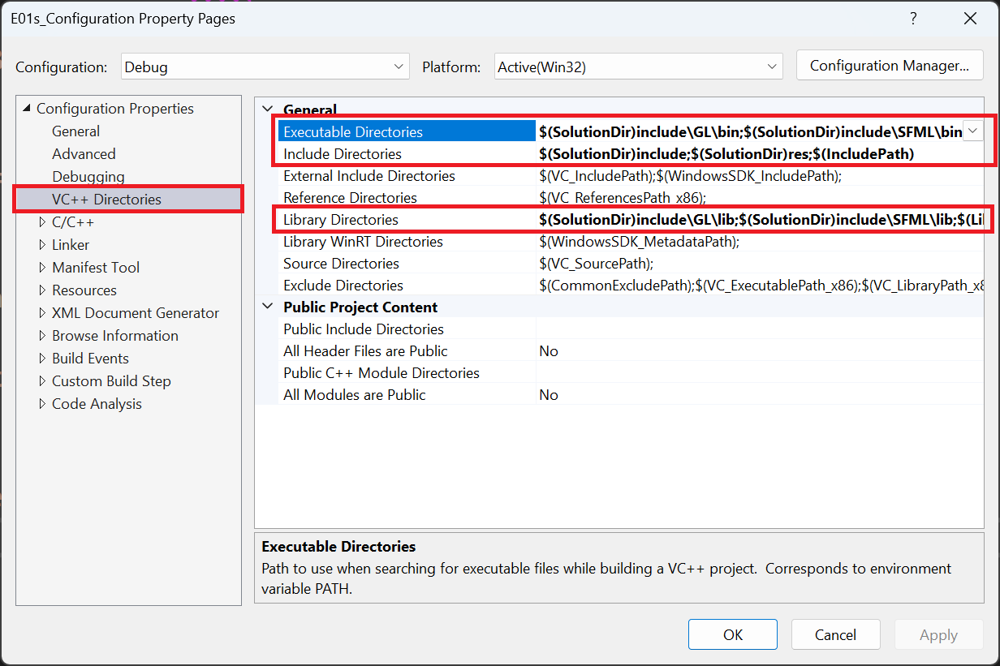 E01s_Configuration Property Pages
?
Configuration: Debug Platform: Active(Win32) Configuration Manager...
Configuration Properties
General
Advanced
Debugging
VC++ Directories
C/C++
Linker
Manifest Tool
Resources
XML Document Generator
Browse Information
Build Events
Custom Build Step
Code Analysis
General
Executable Directories $(SolutionDir)include\GL\bin;$(SolutionDir)include\SFML\bin
Include Directories $(SolutionDir)include;$(SolutionDir)res;$(IncludePath)
External Include Directories $(VC_IncludePath);$(WindowsSDK_IncludePath);
Reference Directories $(VC_ReferencesPath_x86);
Library Directories $(SolutionDir)include\GL\lib;$(SolutionDir)include\SFML\lib;$(Li
Library WinRT Directories $(WindowsSDK_MetadataPath);
Source Directories $(VC_SourcePath);
Exclude Directories $(CommonExcludePath);$(VC_ExecutablePath_x86);$(VC_LibraryPath_x8
Public Project Content
Public Include Directories
All Header Files are Public No
Public C++ Module Directories
All Modules are Public No
Executable Directories
Path to use when searching for executable files while building a VC++ project.  Corresponds to environment
variable PATH.
OK Cancel Apply